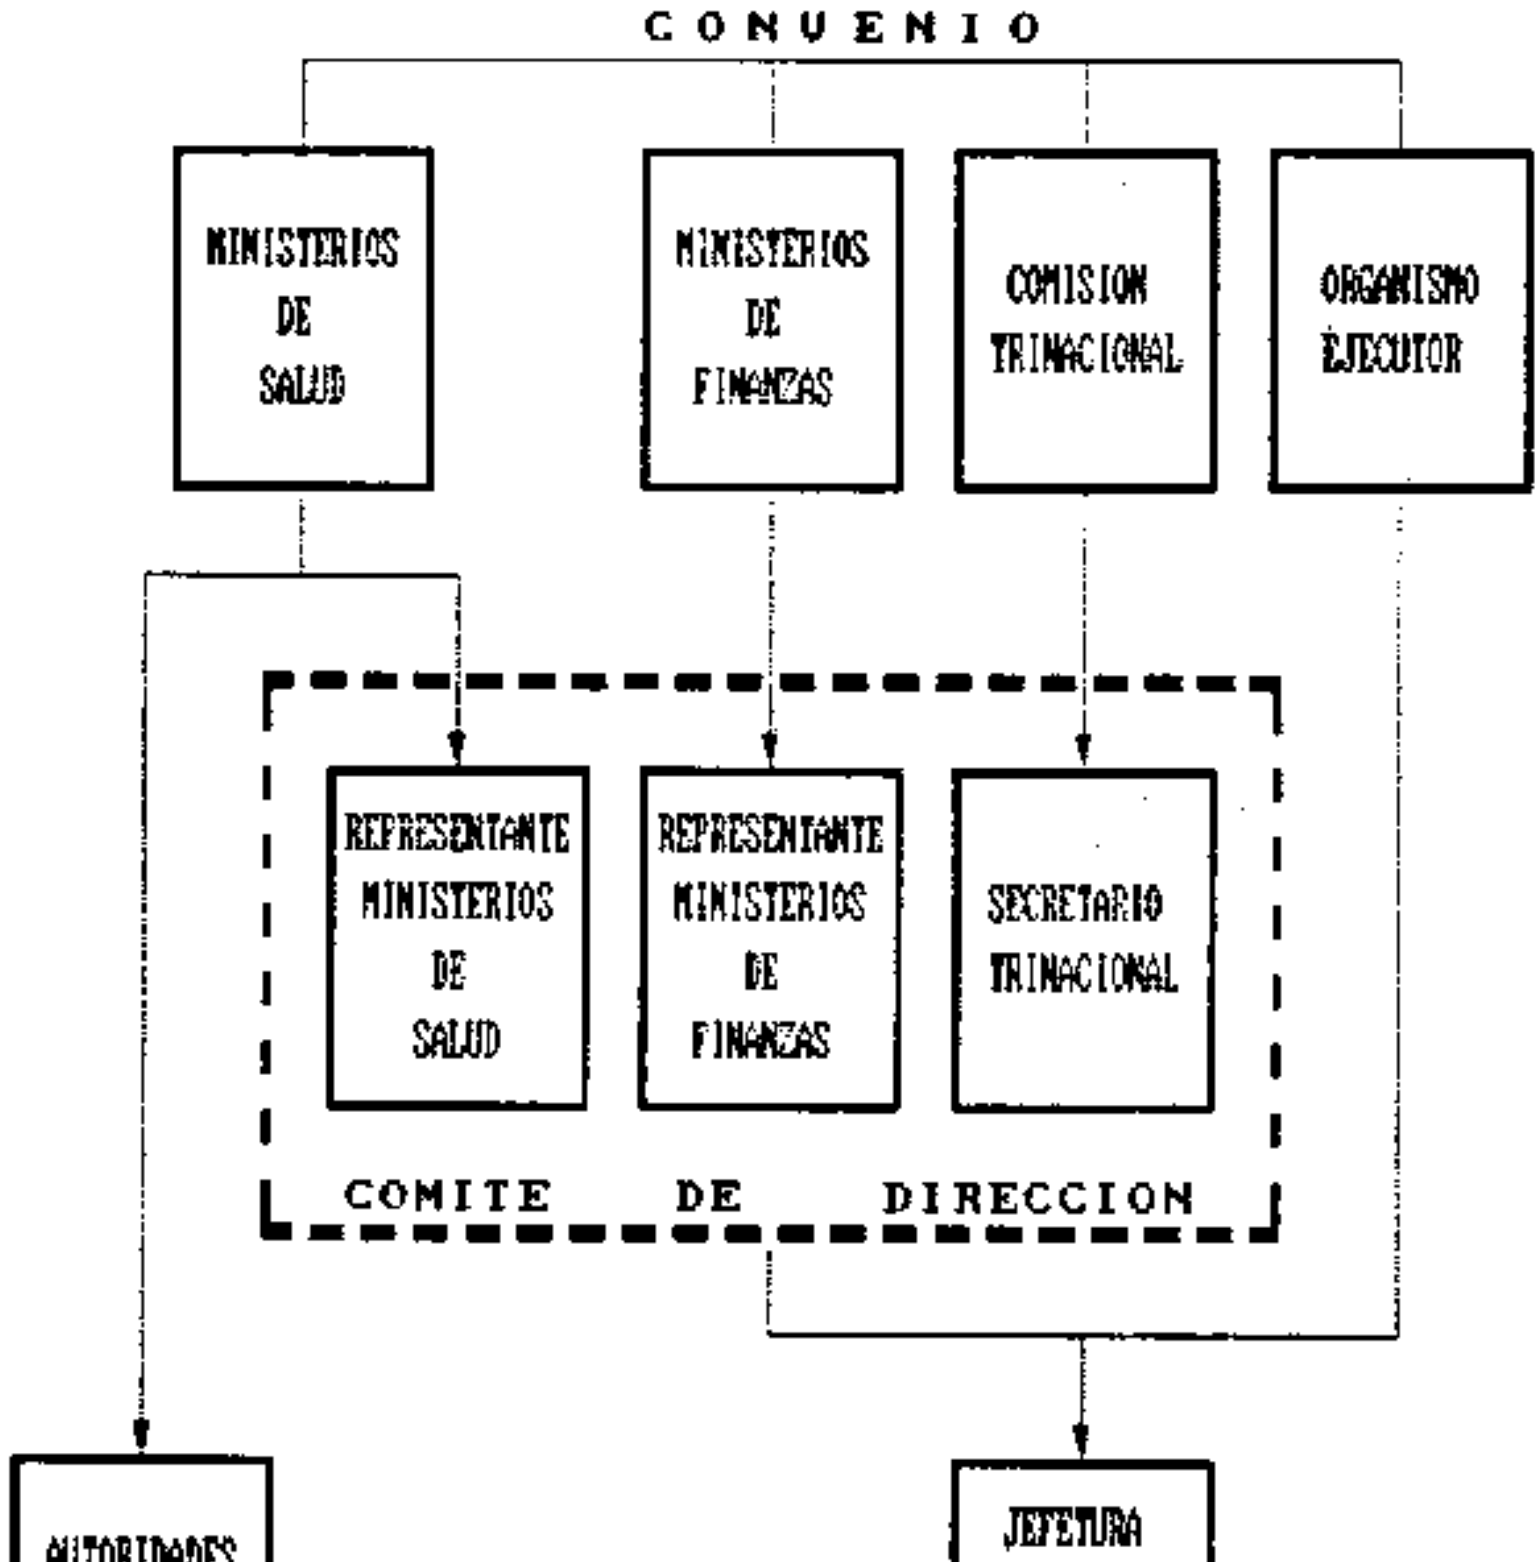 CONVENIO
MINISTERIOS
DE
SALUD
MINISTERIOS
DE
FINANZAS
COMISION
TRINACIONAL
ORGANISMO
EJECUTOR
REPRESENTANTE
MINISTERIOS
DE
SALUD
REPRESENTANTE
MINISTERIOS
DE
FINANZAS
SECRETARIO
TRINACIONAL
COMITE DE DIRECCION
AUTORIDADES
JEFETURA